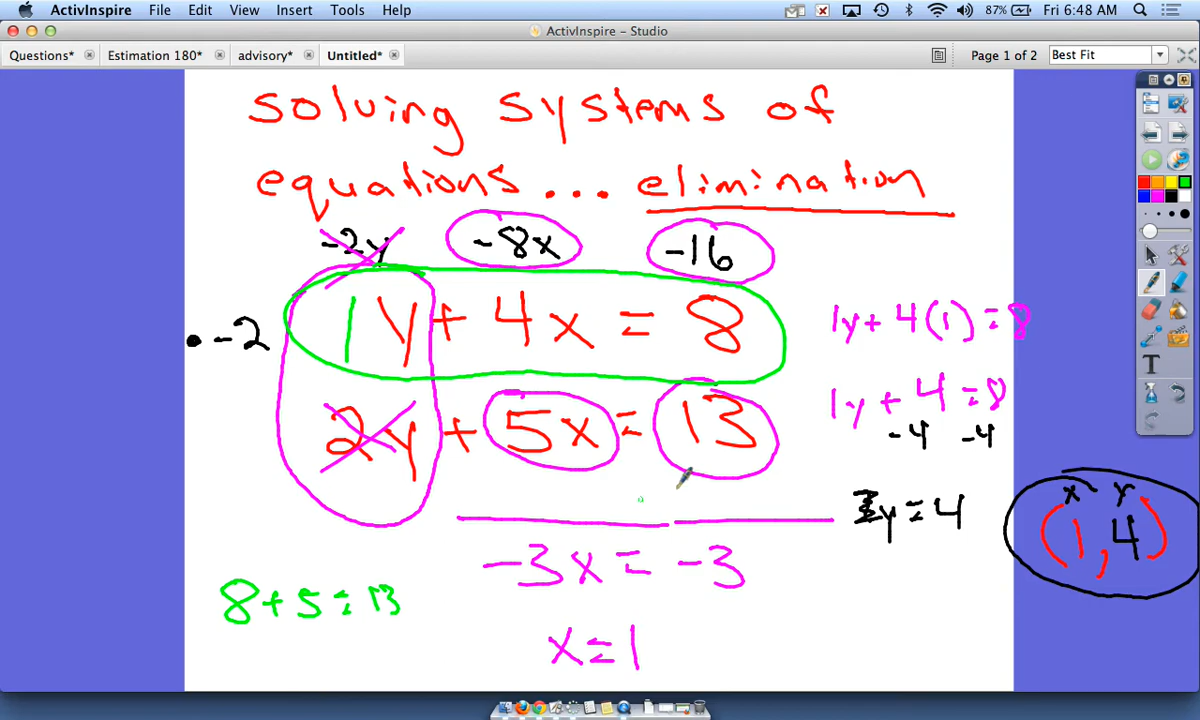 ActivInspire File Edit View Insert Tools Help 87% Fri 6:48 AM
ActivInspire – Studio
Questions* Estimation 180* advisory* Untitled* Page 1 of 2 Best Fit
solving systems of
equations ... elimination
-2y -8x -16
• -2 1y + 4x = 8
2y + 5x = 13
-3x = -3
x = 1
8 + 5 = 13
1y + 4(1) = 8
1y + 4 = 8
-4 -4
y = 4
x y
(1, 4)
T